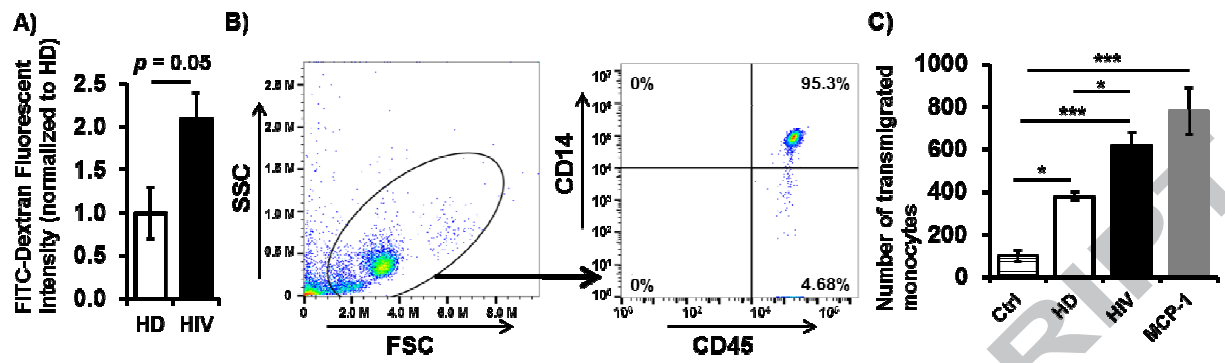 A)
FITC-Dextran Fluorescent
Intensity (normalized to HD)
p = 0.05
2.5
2.0
1.5
1.0
0.5
0.0
HD HIV
B)
SSC
2.5 M
2.0 M
1.5 M
1.0 M
0.5 M
0
0 2.0 M 4.0 M 6.0 M 8.0 M
FSC
CD14
10⁷
10⁶
10⁵
10⁴
10³
10²
10¹
10⁰
0% 95.3%
0% 4.68%
10⁰ 10² 10⁴ 10⁶
CD45
C)
Number of transmigrated
monocytes
1000
800
600
400
200
0
***
*
***
*
Ctrl HD HIV MCP-1